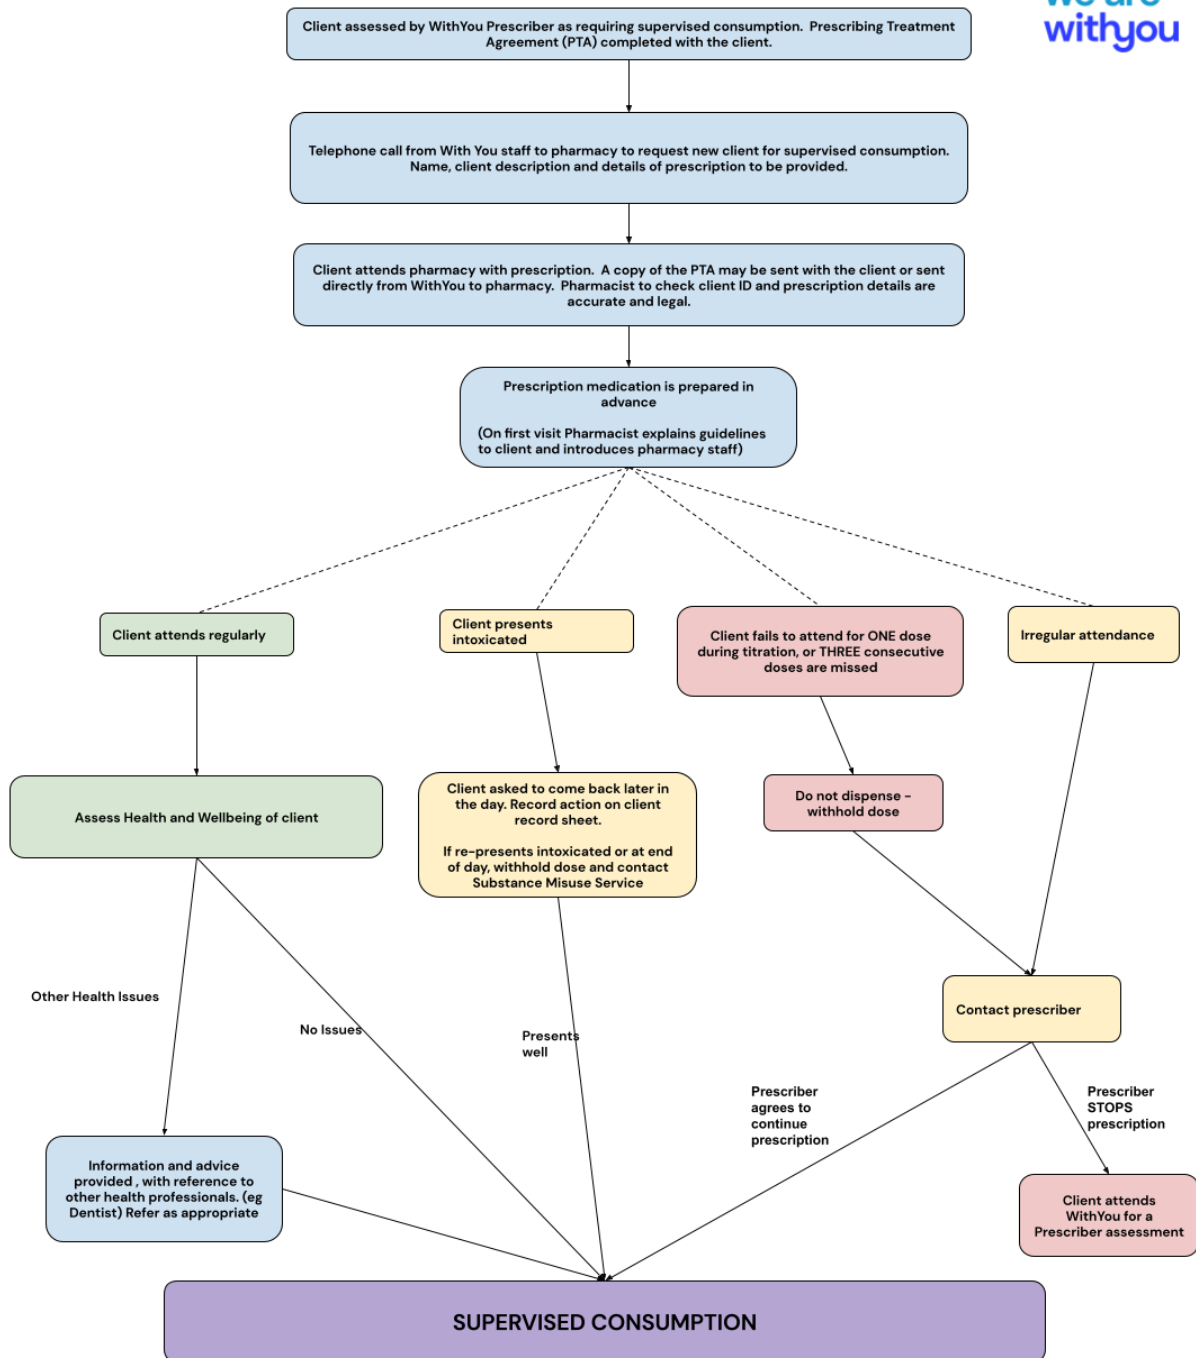 we are
withyou
Client assessed by WithYou Prescriber as requiring supervised consumption.  Prescribing Treatment
Agreement (PTA) completed with the client.
Telephone call from With You staff to pharmacy to request new client for supervised consumption.
Name, client description and details of prescription to be provided.
Client attends pharmacy with prescription.  A copy of the PTA may be sent with the client or sent
directly from WithYou to pharmacy.  Pharmacist to check client ID and prescription details are
accurate and legal.
Prescription medication is prepared in
advance
(On first visit Pharmacist explains guidelines
to client and introduces pharmacy staff)
Client attends regularly
Client presents
intoxicated
Client fails to attend for ONE dose
during titration, or THREE consecutive
doses are missed
Irregular attendance
Assess Health and Wellbeing of client
Client asked to come back later in
the day. Record action on client
record sheet.
If re-presents intoxicated or at end
of day, withhold dose and contact
Substance Misuse Service
Do not dispense -
withhold dose
Contact prescriber
Other Health Issues
No Issues
Presents
well
Prescriber
agrees to
continue
prescription
Prescriber
STOPS
prescription
Information and advice
provided , with reference to
other health professionals. (eg
Dentist) Refer as appropriate
Client attends
WithYou for a
Prescriber assessment
SUPERVISED CONSUMPTION